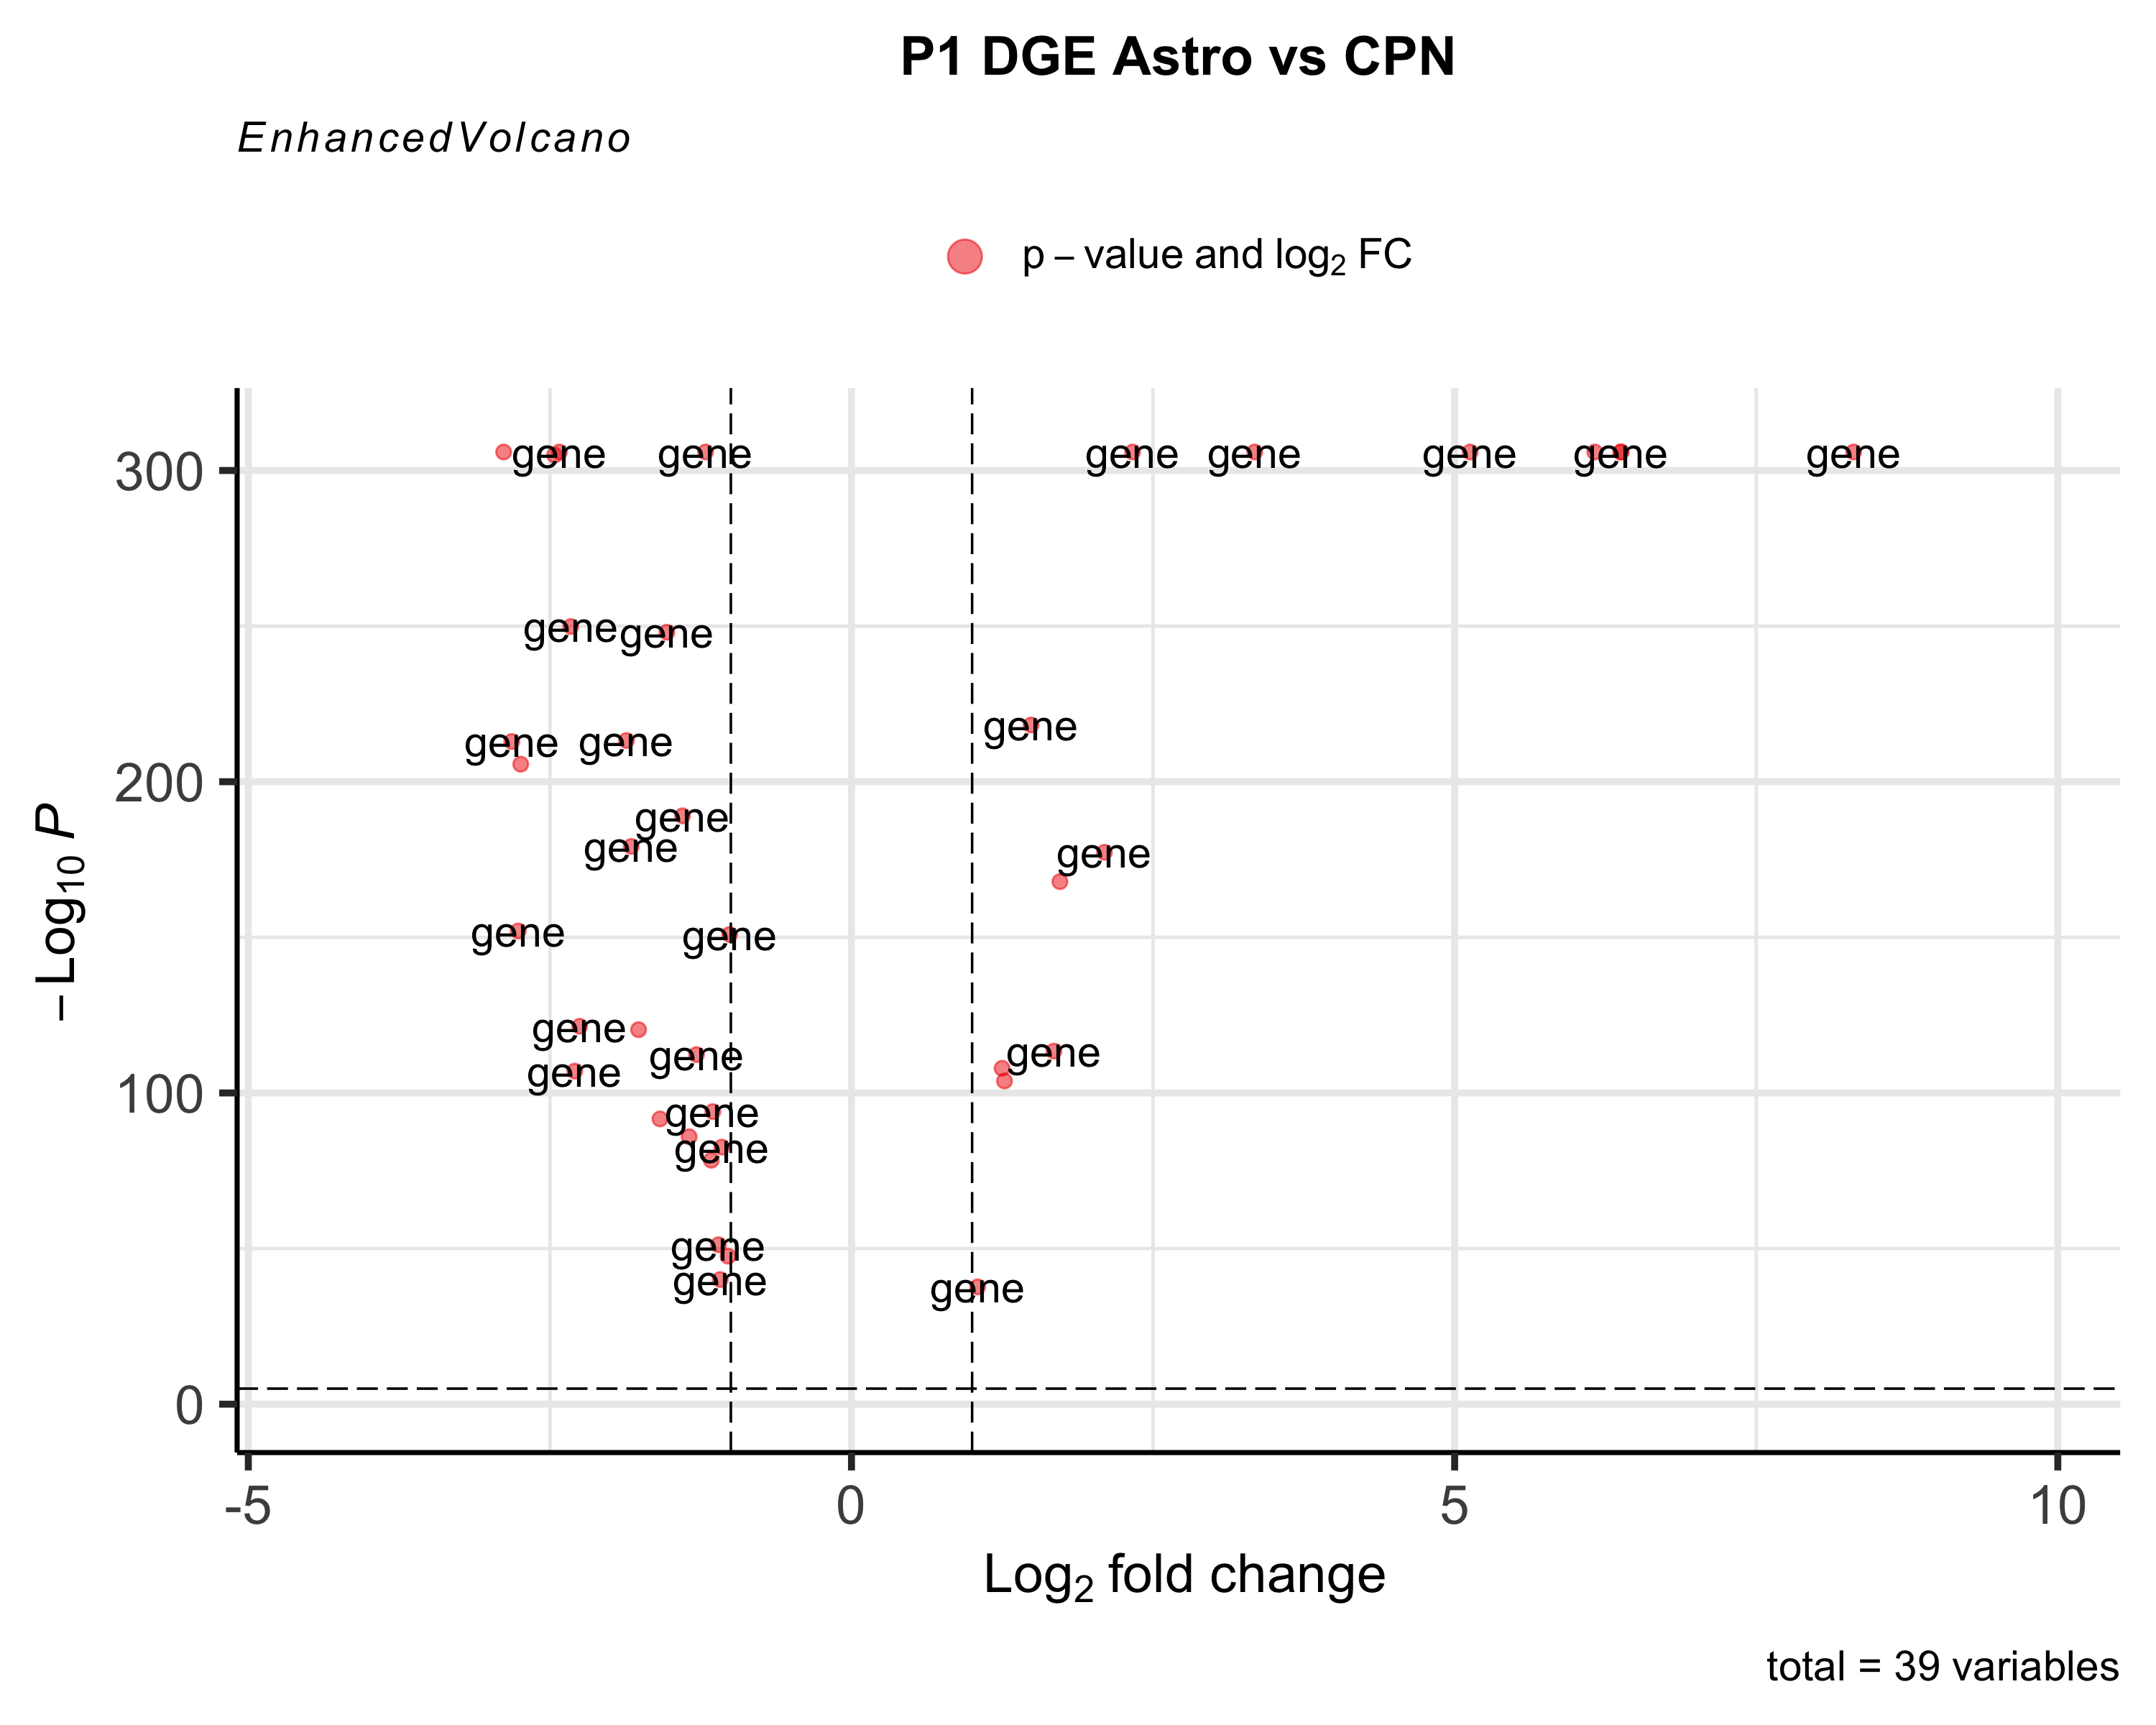 P1 DGE Astro vs CPN
EnhancedVolcano
p – value and log2 FC
gene gene gene gene gene gene gene
gene gene
gene
gene gene
gene
gene
gene
gene gene
gene
gene
gene
gene
gene
gene
gene
gene
gene
300
200
100
0
– Log10 P
-5 0 5 10
Log2 fold change
total = 39 variables